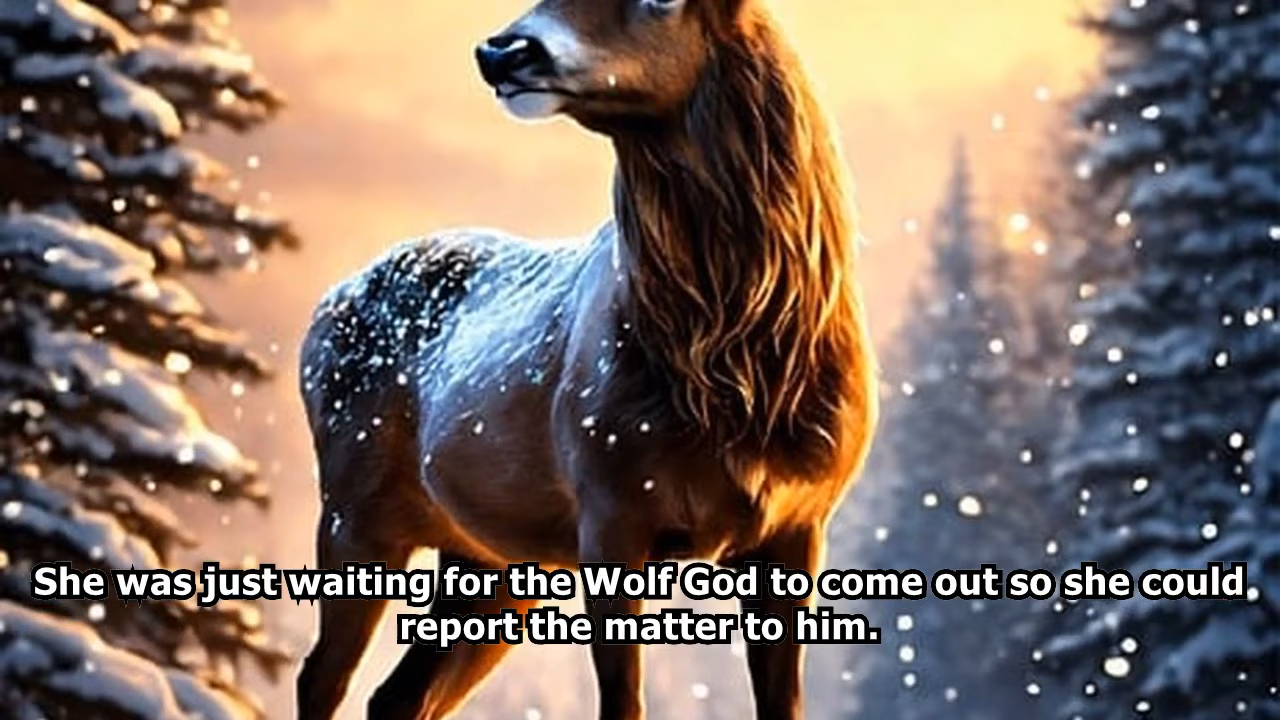 She was just waiting for the Wolf God to come out so she could
report the matter to him.